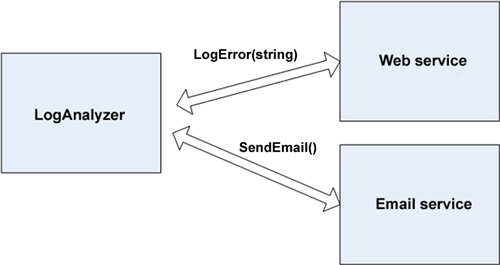 LogError(string)
Web service
LogAnalyzer
SendEmail()
Email service